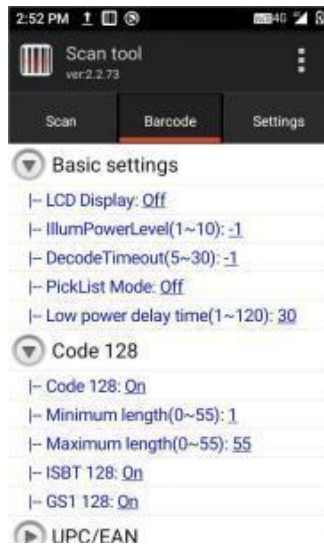 2:52 PM
4G
Scan tool
ver:2.2.73
Scan
Barcode
Settings
Basic settings
|-- LCD Display: Off
|-- IllumPowerLevel(1~10): -1
|-- DecodeTimeout(5~30): -1
|-- PickList Mode: Off
|-- Low power delay time(1~120): 30
Code 128
|-- Code 128: On
|-- Minimum length(0~55): 1
|-- Maximum length(0~55): 55
|-- ISBT 128: On
|-- GS1 128: On
UPC/EAN